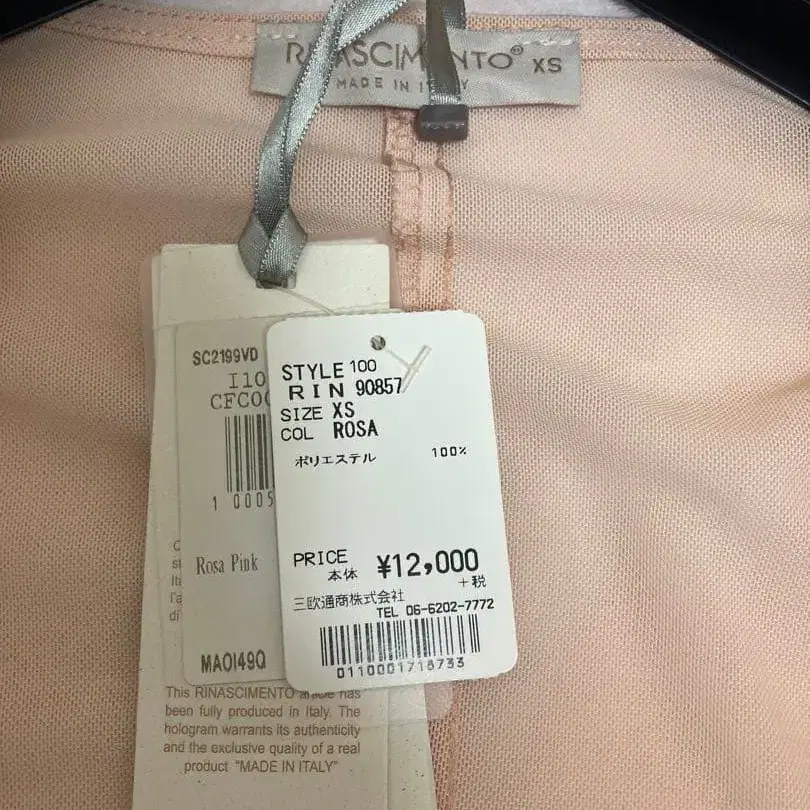 RINASCIMENTO® XS
MADE IN ITALY
SC2199VD
CFC00
1 0005
Rosa Pink
MA0149Q
This RINASCIMENTO article has
been fully produced in Italy. The
hologram warrants its authenticity
and the exclusive quality of a real
product "MADE IN ITALY"
STYLE 100
RIN 90857
SIZE XS
COL ROSA
ポリエステル 100%
PRICE
本体 ¥12,000
+税
三欧通商株式会社
TEL 06-6202-7772
0110001718733